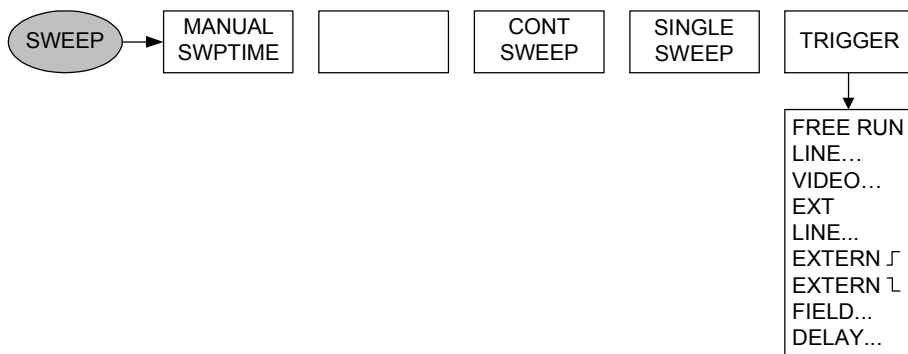 SWEEP
MANUAL
SWPTIME
CONT
SWEEP
SINGLE
SWEEP
TRIGGER
FREE RUN
LINE…
VIDEO…
EXT
LINE...
EXTERN
EXTERN
FIELD...
DELAY...